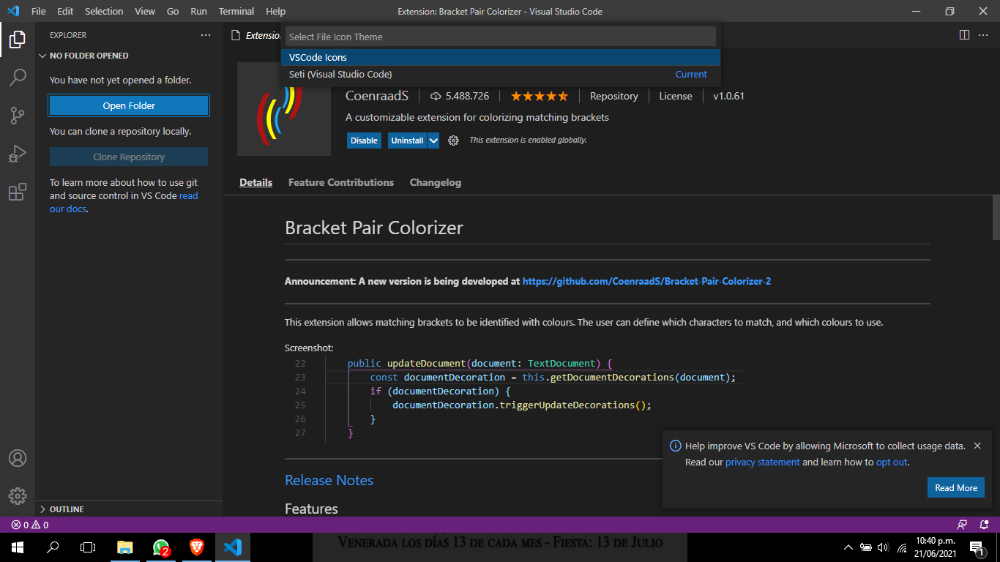 File Edit Selection View Go Run Terminal Help
Extension: Bracket Pair Colorizer - Visual Studio Code
EXPLORER
NO FOLDER OPENED
You have not yet opened a folder.
Open Folder
You can clone a repository locally.
Clone Repository
To learn more about how to use git
and source control in VS Code read
our docs.
OUTLINE
Select File Icon Theme
VSCode Icons
Seti (Visual Studio Code) Current
CoenraadS 5.488.726 Repository License v1.0.61
A customizable extension for colorizing matching brackets
Disable Uninstall This extension is enabled globally.
Details Feature Contributions Changelog
Bracket Pair Colorizer
Announcement: A new version is being developed at https://github.com/CoenraadS/Bracket-Pair-Colorizer-2
This extension allows matching brackets to be identified with colours. The user can define which characters to match, and which colours to use.
Screenshot:
22 public updateDocument(document: TextDocument) {
23 const documentDecoration = this.getDocumentDecorations(document);
24 if (documentDecoration) {
25 documentDecoration.triggerUpdateDecorations();
26 }
27 }
Release Notes
Features
Help improve VS Code by allowing Microsoft to collect usage data.
Read our privacy statement and learn how to opt out.
Read More
0 0
2
VENERADA LOS DÍAS 13 DE CADA MES - FIESTA: 13 DE JULIO
10:40 p.m.
21/06/2021
1